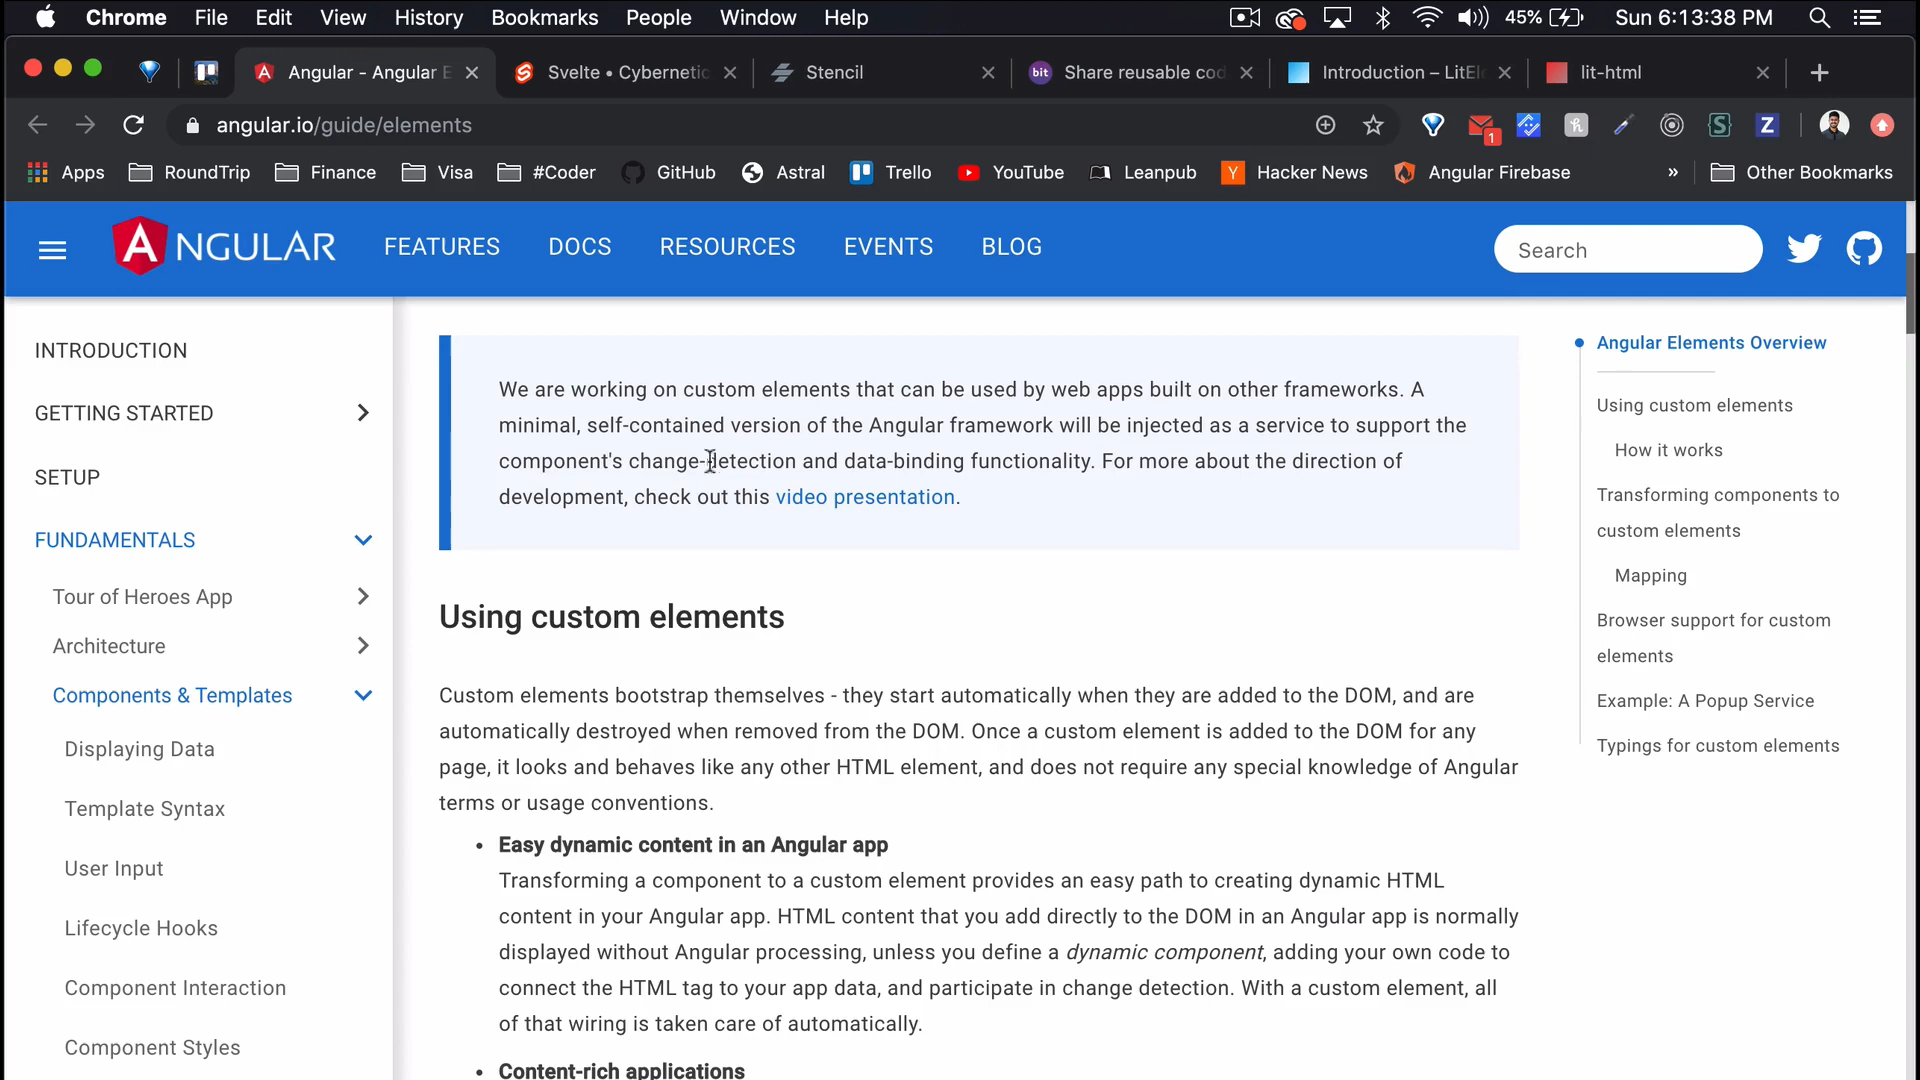 Chrome File Edit View History Bookmarks People Window Help 45% Sun 6:13:38 PM
Angular - Angular E Svelte • Cybernetic Stencil bit Share reusable cod Introduction – LitEl lit-html
angular.io/guide/elements 1 h S Z
Apps RoundTrip Finance Visa #Coder GitHub Astral Trello YouTube Leanpub Y Hacker News Angular Firebase » Other Bookmarks
ANGULAR FEATURES DOCS RESOURCES EVENTS BLOG Search
INTRODUCTION
GETTING STARTED
SETUP
FUNDAMENTALS
Tour of Heroes App
Architecture
Components & Templates
Displaying Data
Template Syntax
User Input
Lifecycle Hooks
Component Interaction
Component Styles
We are working on custom elements that can be used by web apps built on other frameworks. A
minimal, self-contained version of the Angular framework will be injected as a service to support the
component's change-detection and data-binding functionality. For more about the direction of
development, check out this video presentation.
Using custom elements
Custom elements bootstrap themselves - they start automatically when they are added to the DOM, and are
automatically destroyed when removed from the DOM. Once a custom element is added to the DOM for any
page, it looks and behaves like any other HTML element, and does not require any special knowledge of Angular
terms or usage conventions.
• Easy dynamic content in an Angular app
Transforming a component to a custom element provides an easy path to creating dynamic HTML
content in your Angular app. HTML content that you add directly to the DOM in an Angular app is normally
displayed without Angular processing, unless you define a dynamic component, adding your own code to
connect the HTML tag to your app data, and participate in change detection. With a custom element, all
of that wiring is taken care of automatically.
• Content-rich applications
Angular Elements Overview
Using custom elements
How it works
Transforming components to
custom elements
Mapping
Browser support for custom
elements
Example: A Popup Service
Typings for custom elements